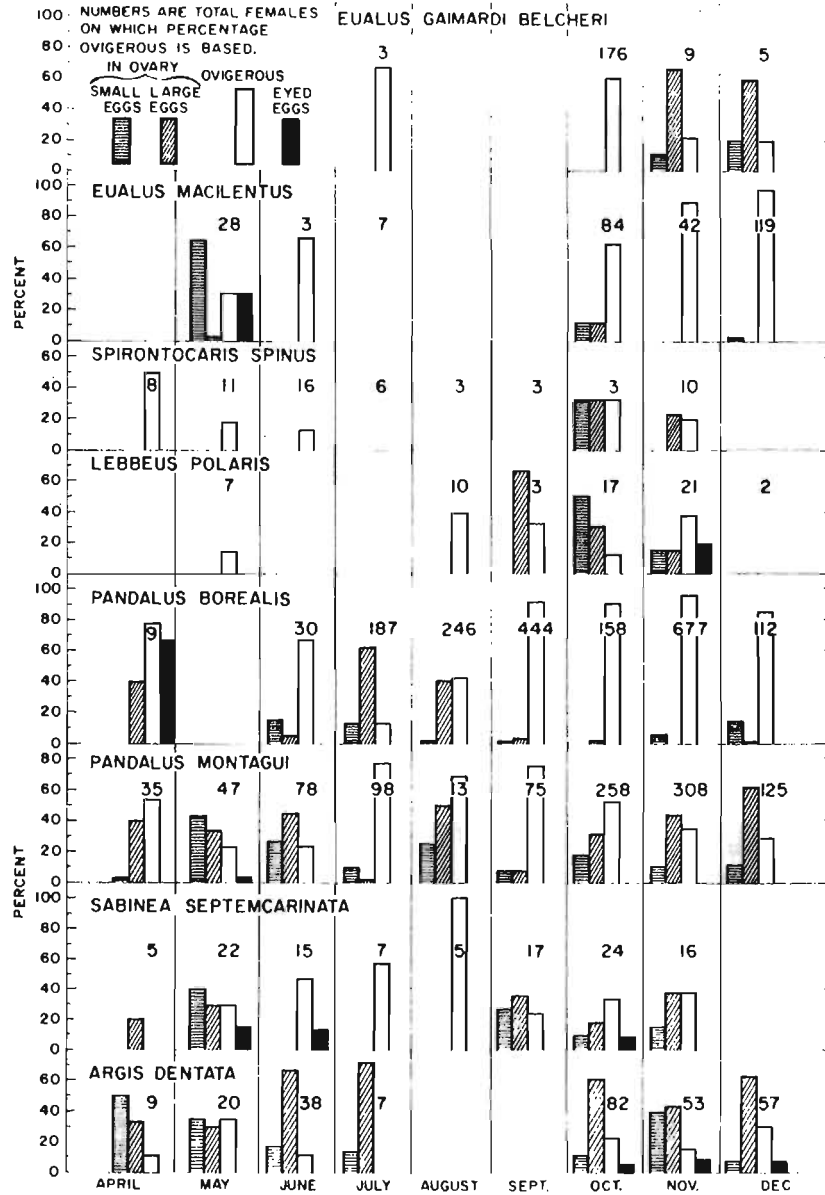 NUMBERS ARE TOTAL FEMALES
ON WHICH PERCENTAGE
OVIGEROUS IS BASED.
IN OVARY OVIGEROUS
SMALL LARGE EYED
EGGS EGGS EGGS
EUALUS GAIMARDI BELCHERI
100
80
60
40
20
0
3 176 9 5
EUALUS MACILENTUS
100
80
60
40
20
0
28 3 7 84 42 119
PERCENT
SPIRONTOCARIS SPINUS
60
40
20
0
8 11 16 6 3 3 3 10
LEBBEUS POLARIS
60
40
20
0
7 10 3 17 21 2
PANDALUS BOREALIS
100
80
60
40
20
0
9 30 187 246 444 158 677 112
PANDALUS MONTAGUI
80
60
40
20
0
35 47 78 98 13 75 258 308 125
PERCENT
SABINEA SEPTEMCARINATA
100
80
60
40
20
0
5 22 15 7 5 17 24 16
ARGIS DENTATA
60
40
20
0
9 20 38 7 82 53 57
APRIL MAY JUNE JULY AUGUST SEPT. OCT. NOV. DEC